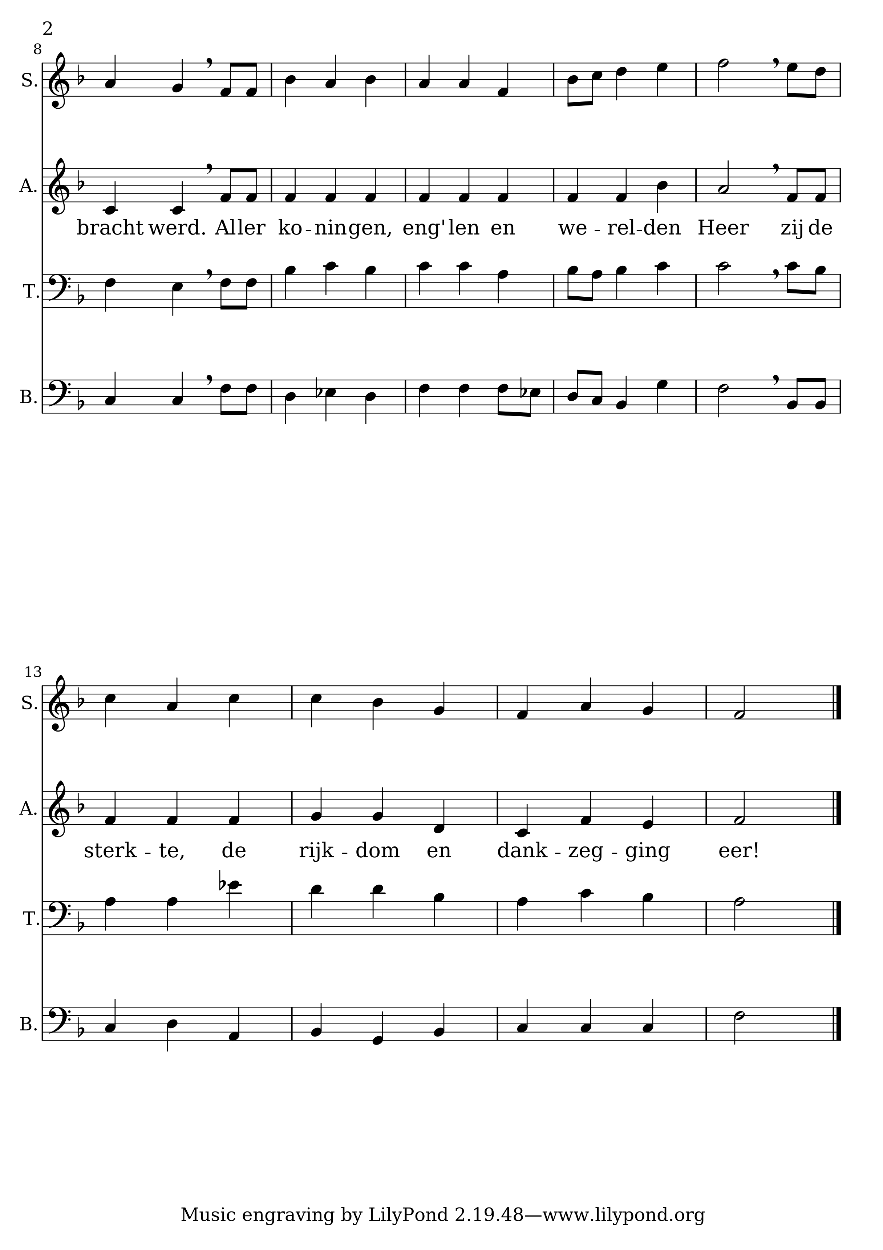 2
8
S.
A.
bracht werd. Aller ko - ningen, eng'len en we - rel - den Heer zij de
T.
B.
13
S.
A.
sterk - te, de rijk - dom en dank - zeg - ging eer!
T.
B.
Music engraving by LilyPond 2.19.48—www.lilypond.org